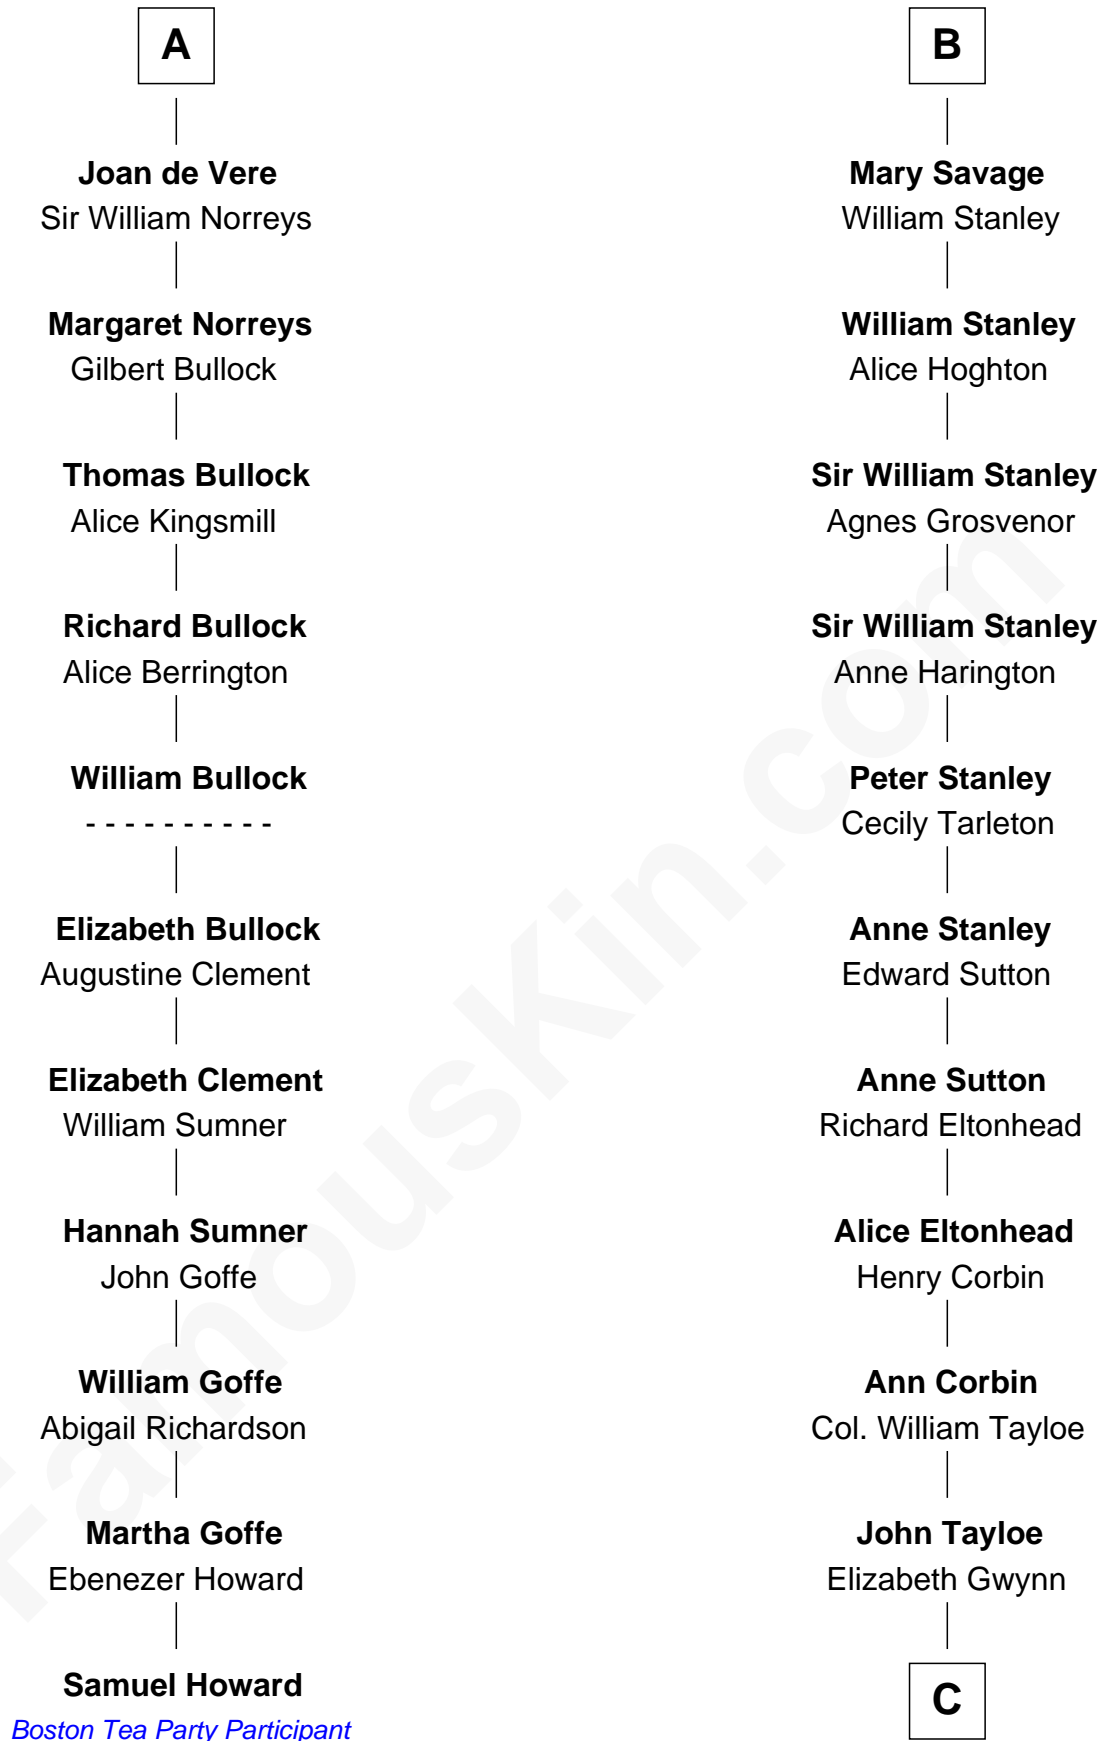 A
Joan de Vere
Sir William Norreys
Margaret Norreys
Gilbert Bullock
Thomas Bullock
Alice Kingsmill
Richard Bullock
Alice Berrington
William Bullock
- - - - - - - - - -
Elizabeth Bullock
Augustine Clement
Elizabeth Clement
William Sumner
Hannah Sumner
John Goffe
William Goffe
Abigail Richardson
Martha Goffe
Ebenezer Howard
Samuel Howard
Boston Tea Party Participant
B
Mary Savage
William Stanley
William Stanley
Alice Hoghton
Sir William Stanley
Agnes Grosvenor
Sir William Stanley
Anne Harington
Peter Stanley
Cecily Tarleton
Anne Stanley
Edward Sutton
Anne Sutton
Richard Eltonhead
Alice Eltonhead
Henry Corbin
Ann Corbin
Col. William Tayloe
John Tayloe
Elizabeth Gwynn
C
FamousKin.com